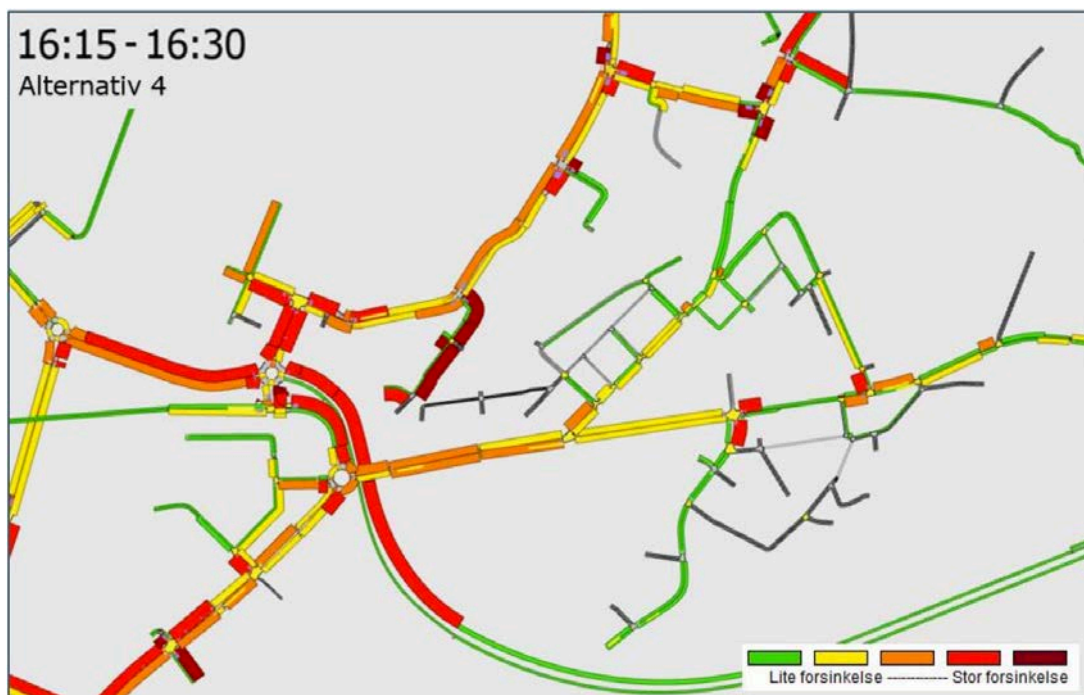 16:15 - 16:30
Alternativ 4
Lite forsinkelse ----------- Stor forsinkelse